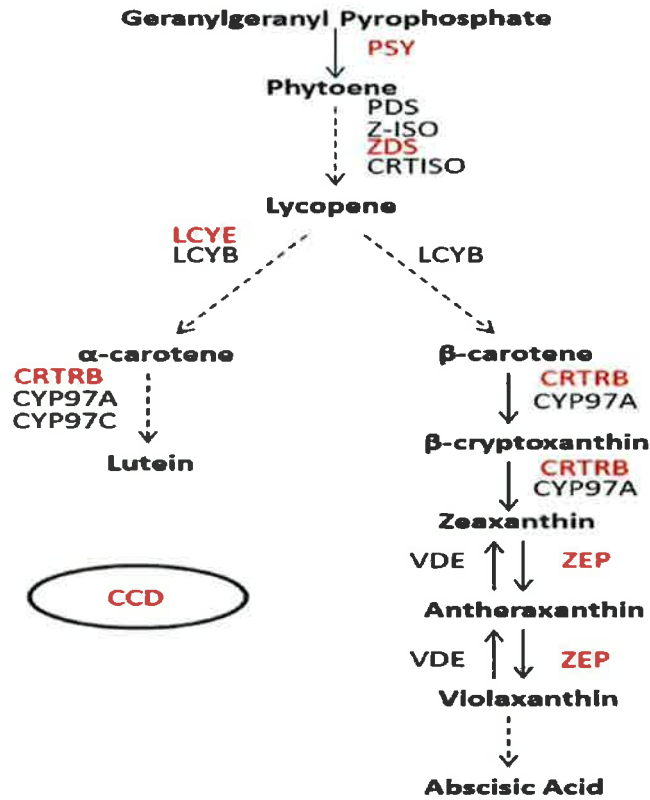 Geranylgeranyl Pyrophosphate
PSY
Phytoene
PDS
Z-ISO
ZDS
CRTISO
Lycopene
LCYE
LCYB
LCYB
α-carotene
β-carotene
CRTRB
CYP97A
CYP97C
CRTRB
CYP97A
Lutein
β-cryptoxanthin
CRTRB
CYP97A
Zeaxanthin
VDE
ZEP
CCD
Antheraxanthin
VDE
ZEP
Violaxanthin
Abscisic Acid